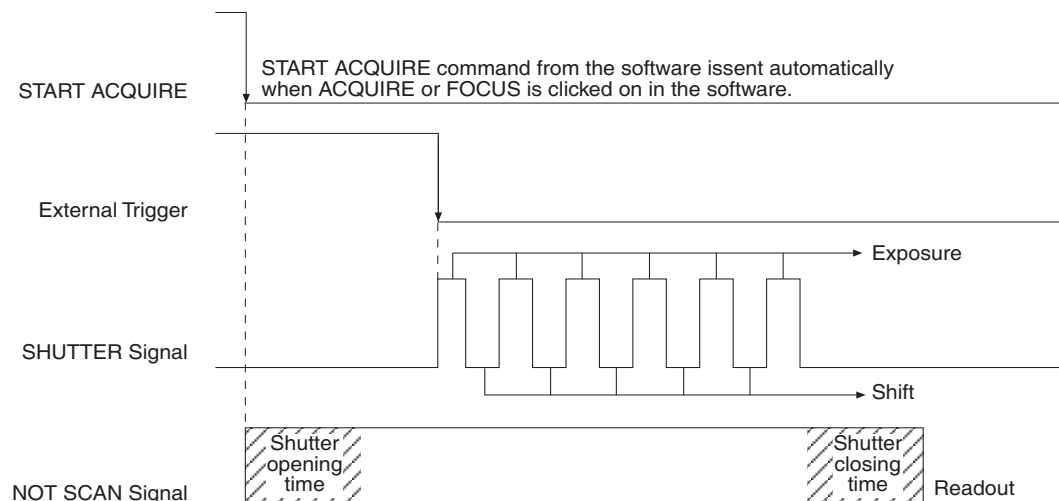 START ACQUIRE command from the software issent automatically
when ACQUIRE or FOCUS is clicked on in the software.
START ACQUIRE
External Trigger
Exposure
SHUTTER Signal
Shift
Shutter
opening
time
Shutter
closing
time
NOT SCAN Signal
Readout